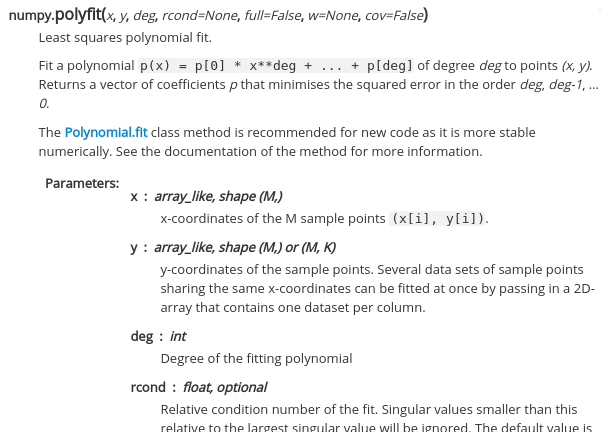 numpy.polyfit(x, y, deg, rcond=None, full=False, w=None, cov=False)
Least squares polynomial fit.
Fit a polynomial p(x) = p[0] * x**deg + ... + p[deg] of degree deg to points (x, y).
Returns a vector of coefficients p that minimises the squared error in the order deg, deg-1, …
0.
The Polynomial.fit class method is recommended for new code as it is more stable
numerically. See the documentation of the method for more information.
Parameters:
x : array_like, shape (M,)
x-coordinates of the M sample points (x[i], y[i]).
y : array_like, shape (M,) or (M, K)
y-coordinates of the sample points. Several data sets of sample points
sharing the same x-coordinates can be fitted at once by passing in a 2D-
array that contains one dataset per column.
deg : int
Degree of the fitting polynomial
rcond : float, optional
Relative condition number of the fit. Singular values smaller than this
relative to the largest singular value will be ignored. The default value is